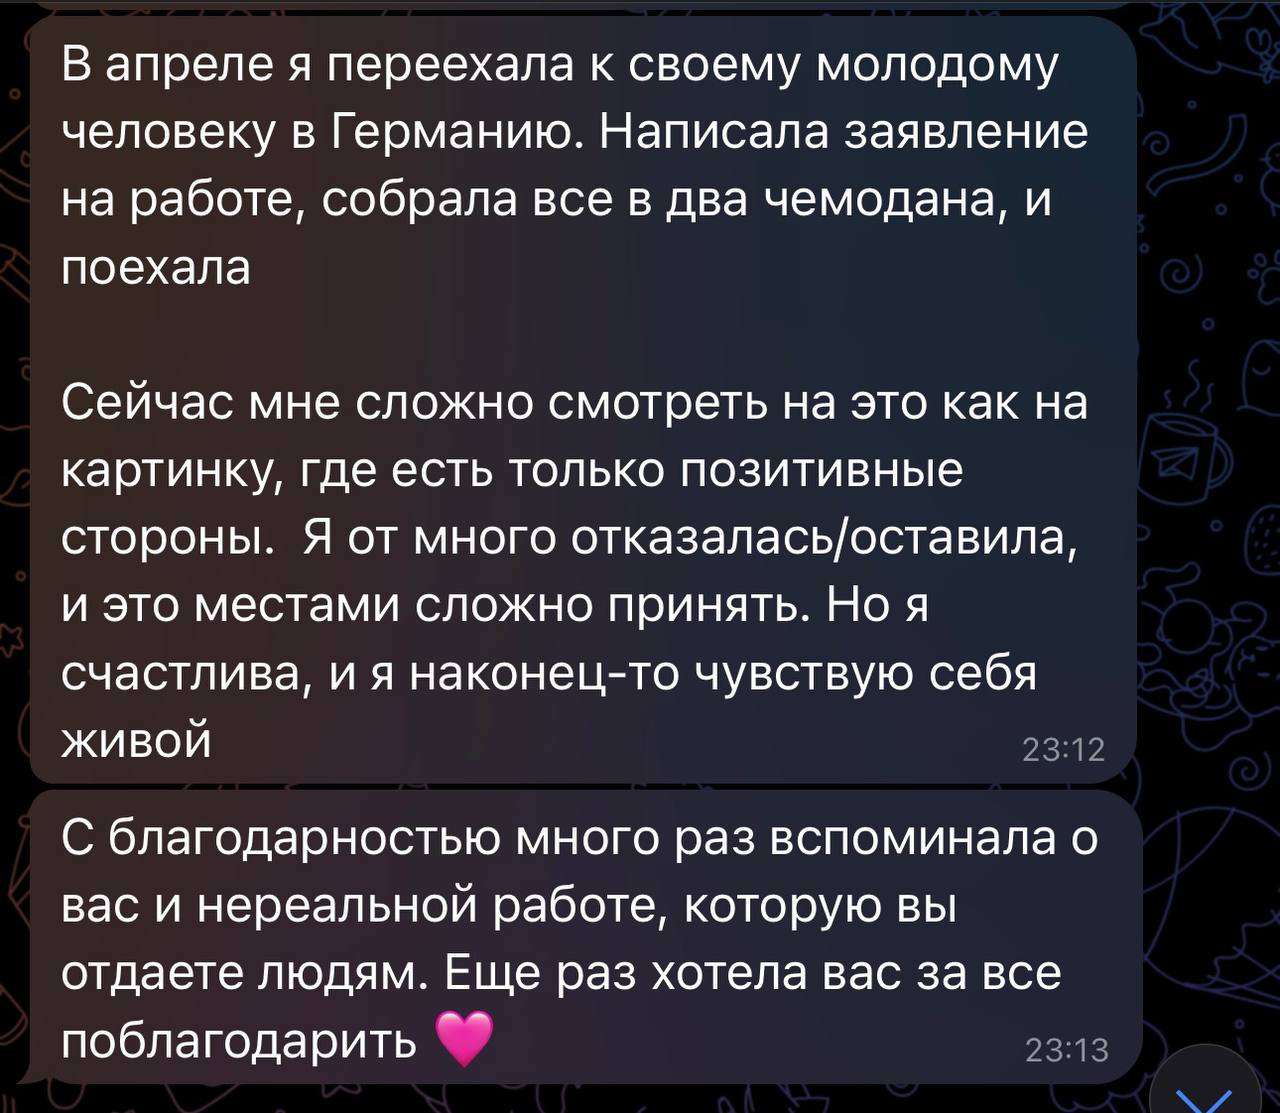 В апреле я переехала к своему молодому
человеку в Германию. Написала заявление
на работе, собрала все в два чемодана, и
поехала
Сейчас мне сложно смотреть на это как на
картинку, где есть только позитивные
стороны.  Я от много отказалась/оставила,
и это местами сложно принять. Но я
счастлива, и я наконец-то чувствую себя
живой
23:12
С благодарностью много раз вспоминала о
вас и нереальной работе, которую вы
отдаете людям. Еще раз хотела вас за все
поблагодарить 🩷
23:13